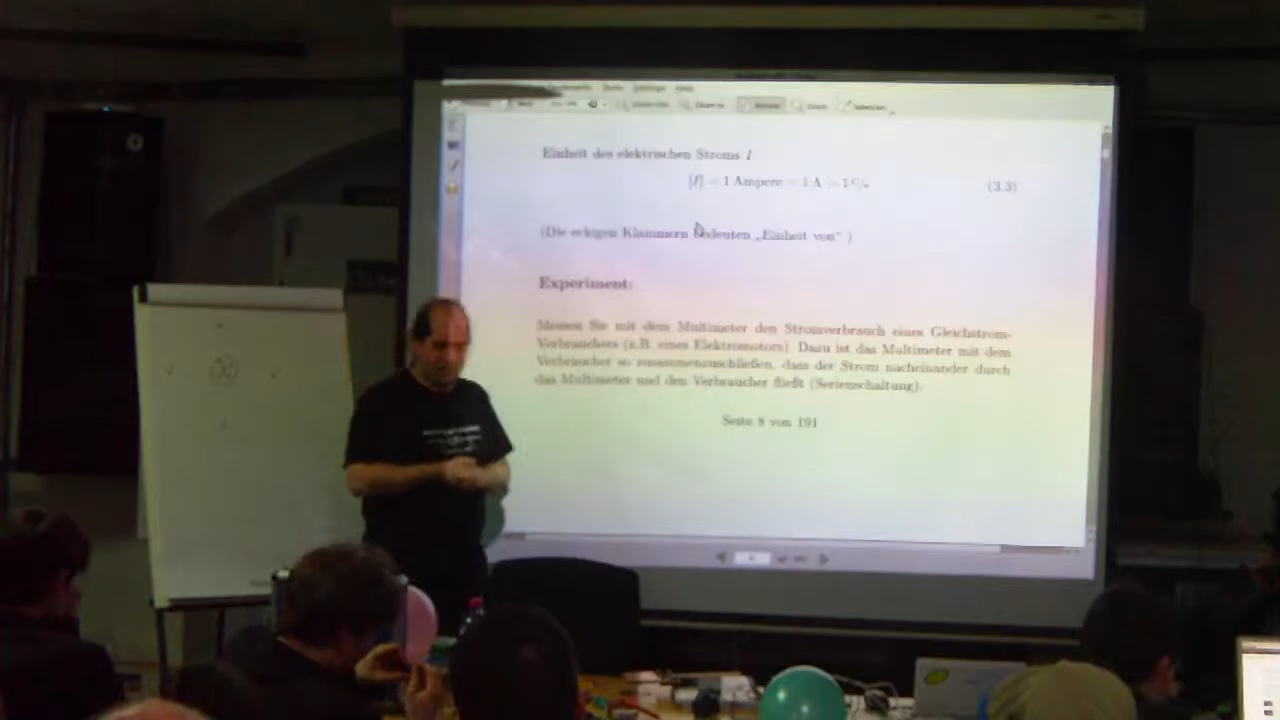 Settings Help
Einheit des elektrischen Stroms I
[I] = 1 Ampere = 1 A = 1 C/s (3.3)
(Die eckigen Klammern bedeuten „Einheit von“ )
Experiment:
Messen Sie mit dem Multimeter den Stromverbrauch eines Gleichstrom-
Verbrauchers (z.B. eines Elektromotors). Dazu ist das Multimeter mit dem
Verbraucher so zusammenzuschließen, dass der Strom nacheinander durch
das Multimeter und den Verbraucher fließt (Serienschaltung).
Seite 8 von 191